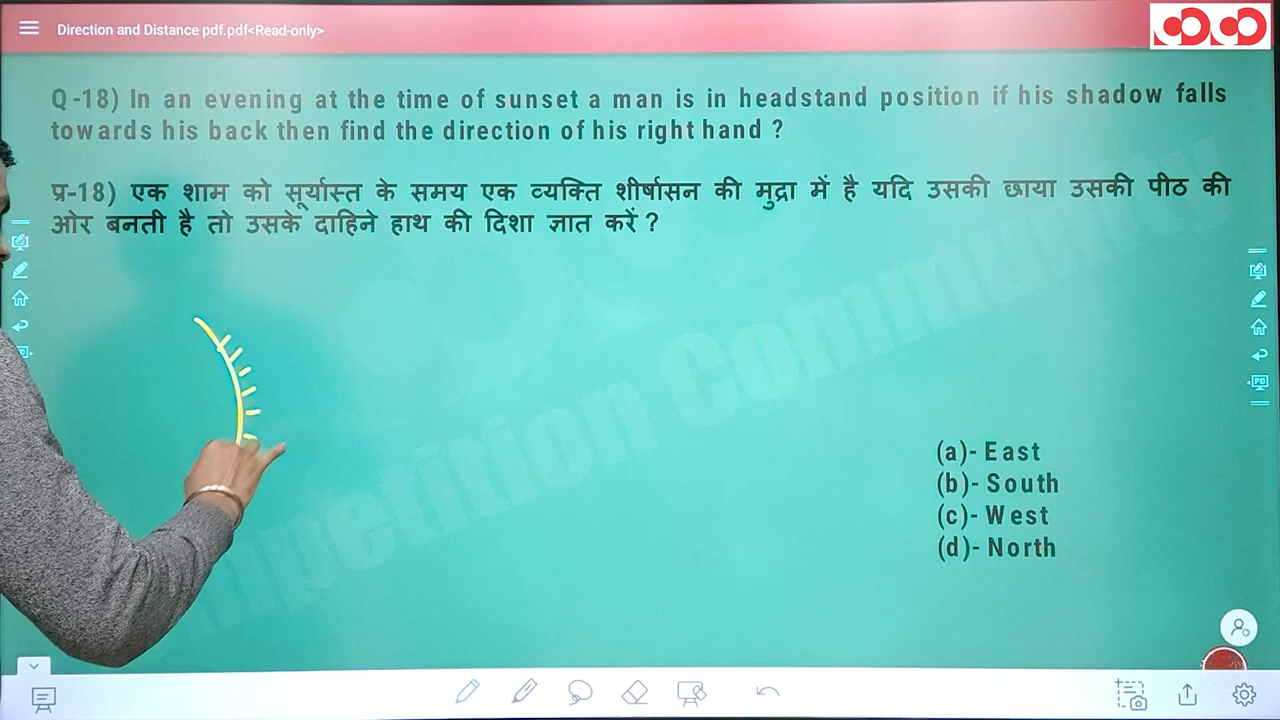 Direction and Distance pdf.pdf<Read-only>
Q-18) In an evening at the time of sunset a man is in headstand position if his shadow falls
towards his back then find the direction of his right hand ?
प्र-18) एक शाम को सूर्यास्त के समय एक व्यक्ति शीर्षासन की मुद्रा में है यदि उसकी छाया उसकी पीठ की
ओर बनती है तो उसके दाहिने हाथ की दिशा ज्ञात करें ?
(a)- East
(b)- South
(c)- West
(d)- North